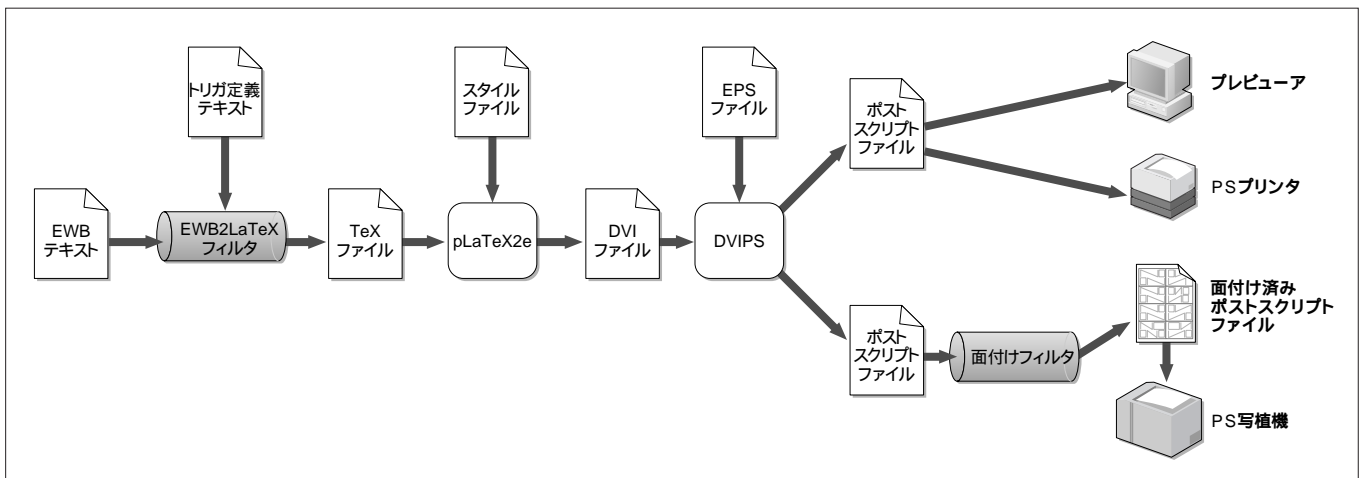 トリガ定義
テキスト
スタイル
ファイル
EPS
ファイル
ポスト
スクリプト
ファイル
プレビューア
PSプリンタ
EWB
テキスト
EWB2LaTeX
フィルタ
TeX
ファイル
pLaTeX2e
DVI
ファイル
DVIPS
ポスト
スクリプト
ファイル
面付けフィルタ
面付け済み
ポストスクリプト
ファイル
PS写植機